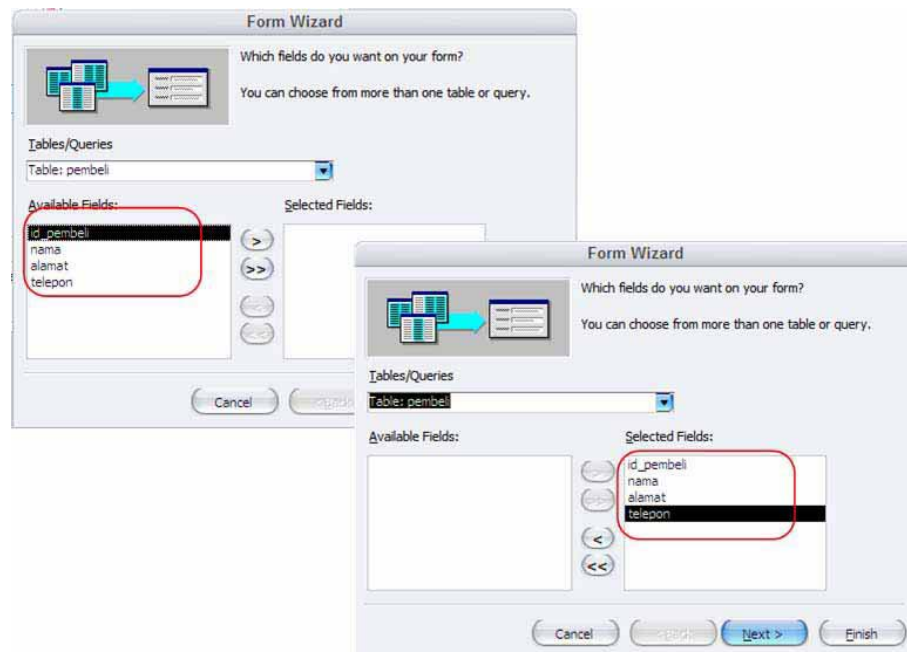 Form Wizard
Which fields do you want on your form?
You can choose from more than one table or query.
Tables/Queries
Table: pembeli
Available Fields:
Selected Fields:
id_pembeli
nama
alamat
telepon
>
>>
<
<<
Cancel
Form Wizard
Which fields do you want on your form?
You can choose from more than one table or query.
Tables/Queries
Table: pembeli
Available Fields:
Selected Fields:
id_pembeli
nama
alamat
telepon
>
>>
<
<<
Cancel
< Back
Next >
Finish